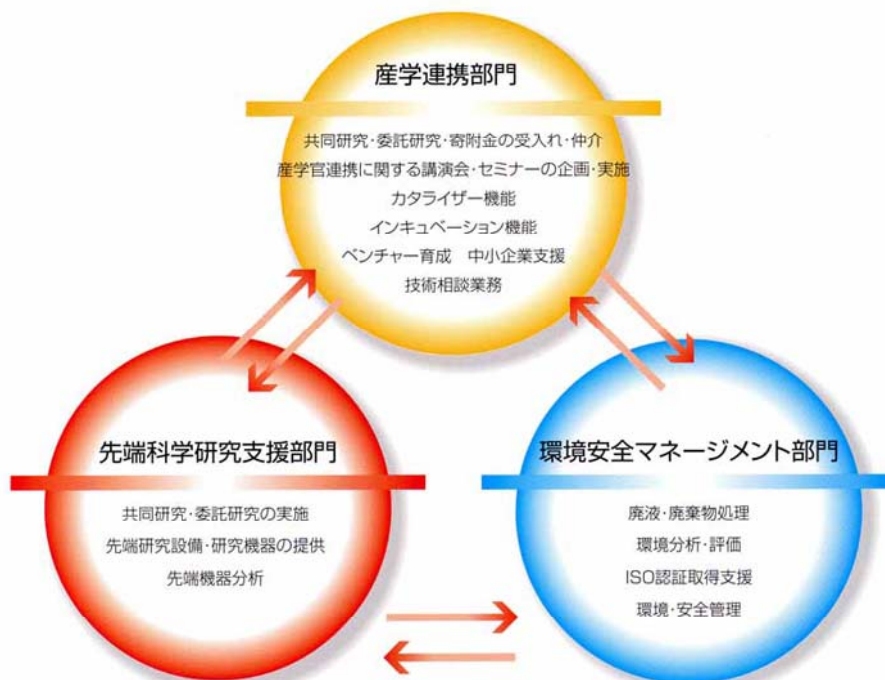 産学連携部門
共同研究・委託研究・寄附金の受入れ・仲介
産学官連携に関する講演会・セミナーの企画・実施
カタライザー機能
インキュベーション機能
ベンチャー育成　中小企業支援
技術相談業務
先端科学研究支援部門
共同研究・委託研究の実施
先端研究設備・研究機器の提供
先端機器分析
環境安全マネージメント部門
廃液・廃棄物処理
環境分析・評価
ISO認証取得支援
環境・安全管理